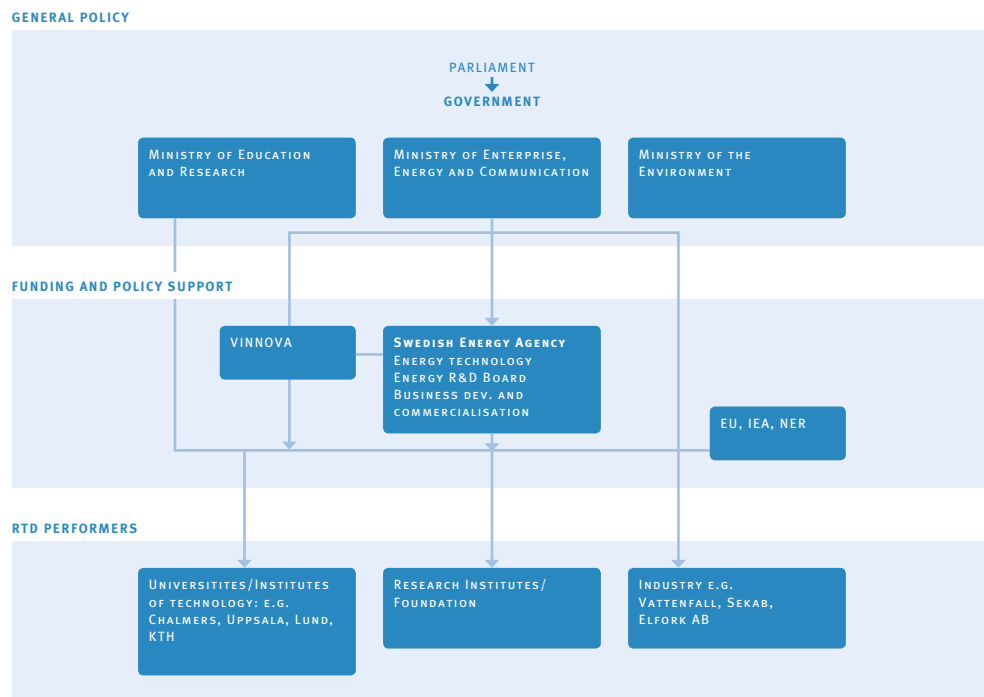 GENERAL POLICY
PARLIAMENT
GOVERNMENT
Ministry of Education
and Research
Ministry of Enterprise,
Energy and Communication
Ministry of the
Environment
FUNDING AND POLICY SUPPORT
VINNOVA
Swedish Energy Agency
Energy technology
Energy R&D Board
Business dev. and
commercialisation
EU, IEA, NER
RTD PERFORMERS
Universitites/Institutes
of technology: e.g.
Chalmers, Uppsala, Lund,
KTH
Research Institutes/
Foundation
Industry e.g.
Vattenfall, Sekab,
Elfork AB